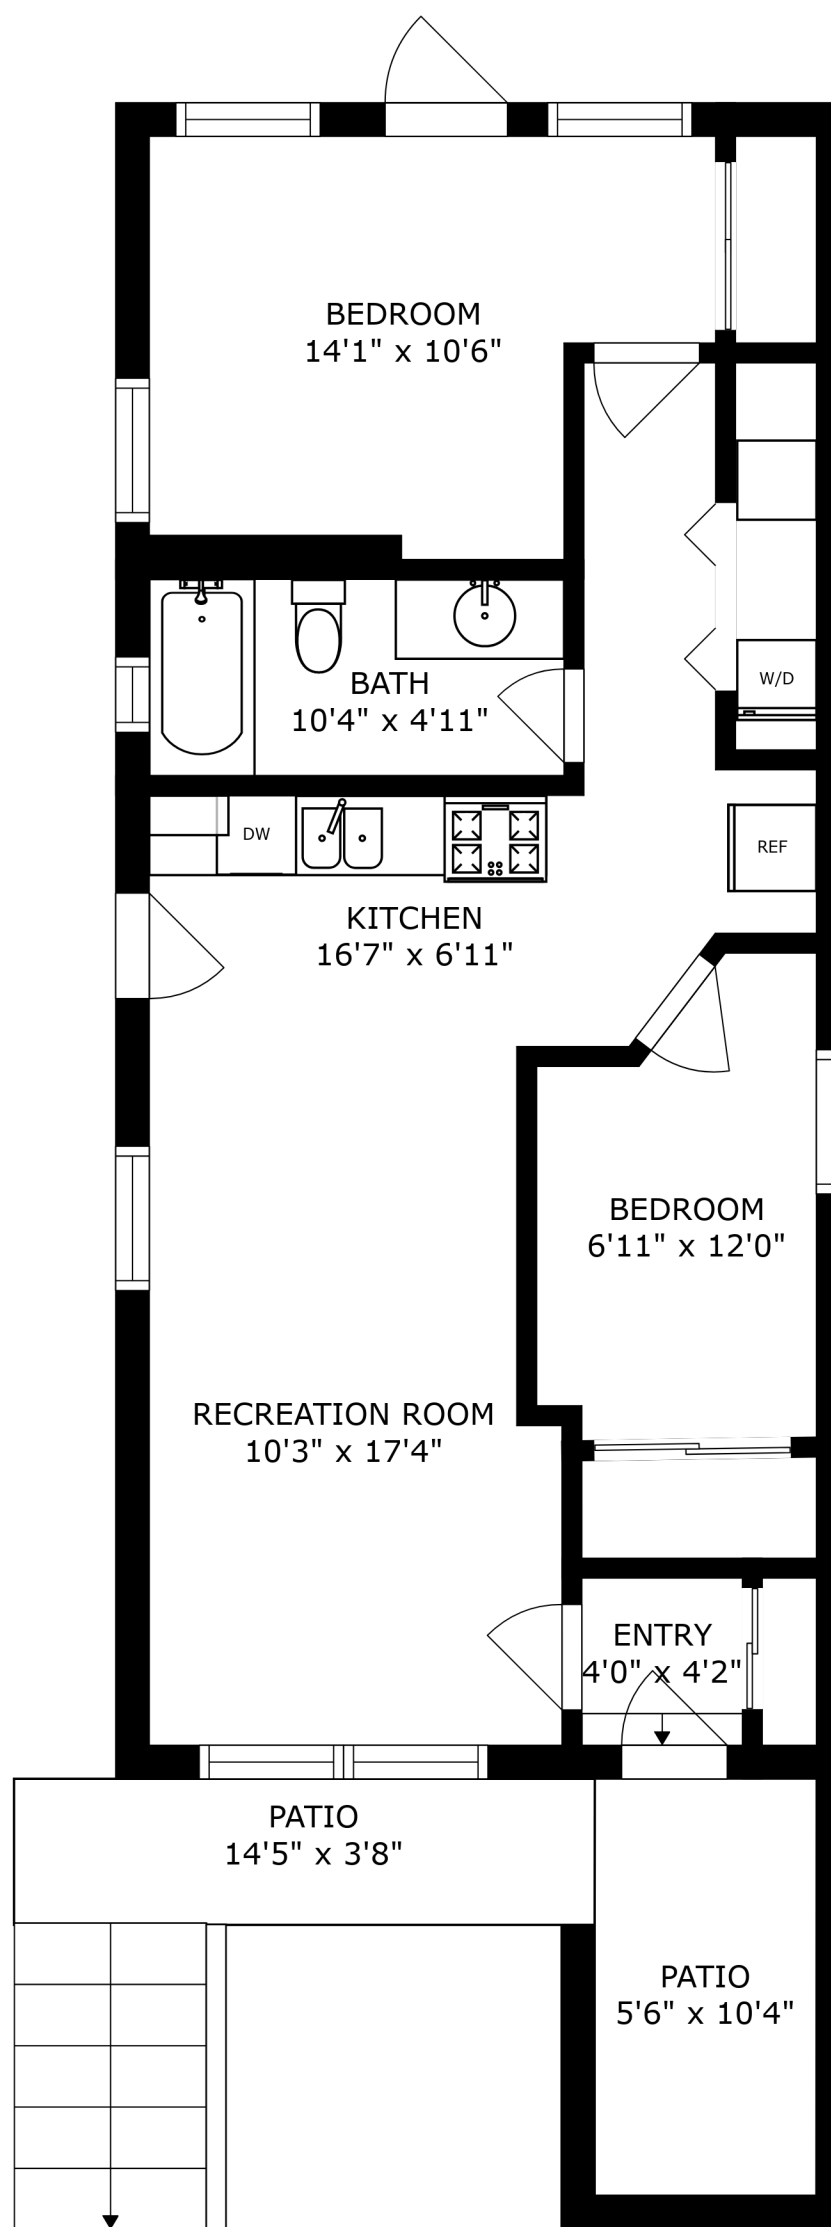 BEDROOM
14'1" x 10'6"
W/D
BATH
10'4" x 4'11"
DW
REF
KITCHEN
16'7" x 6'11"
BEDROOM
6'11" x 12'0"
RECREATION ROOM
10'3" x 17'4"
ENTRY
4'0" x 4'2"
PATIO
14'5" x 3'8"
PATIO
5'6" x 10'4"